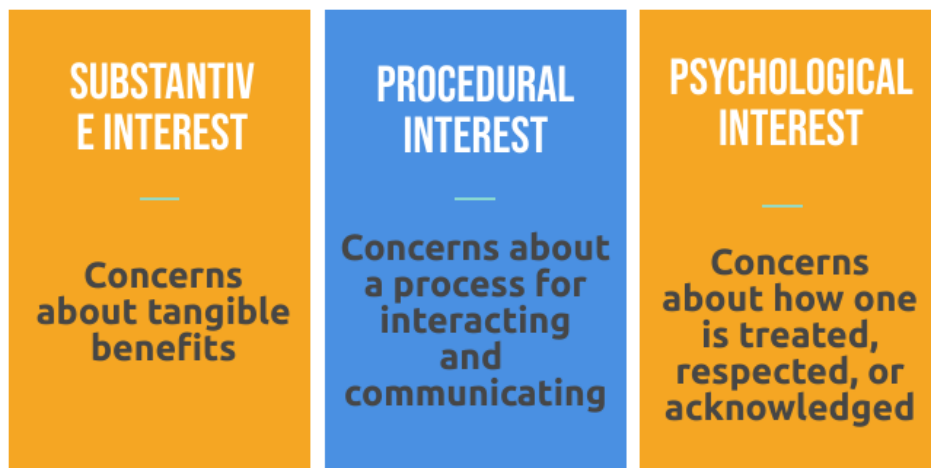 SUBSTANTIV
E INTEREST
Concerns
about tangible
benefits
PROCEDURAL
INTEREST
Concerns about
a process for
interacting
and
communicating
PSYCHOLOGICAL
INTEREST
Concerns
about how one
is treated,
respected, or
acknowledged